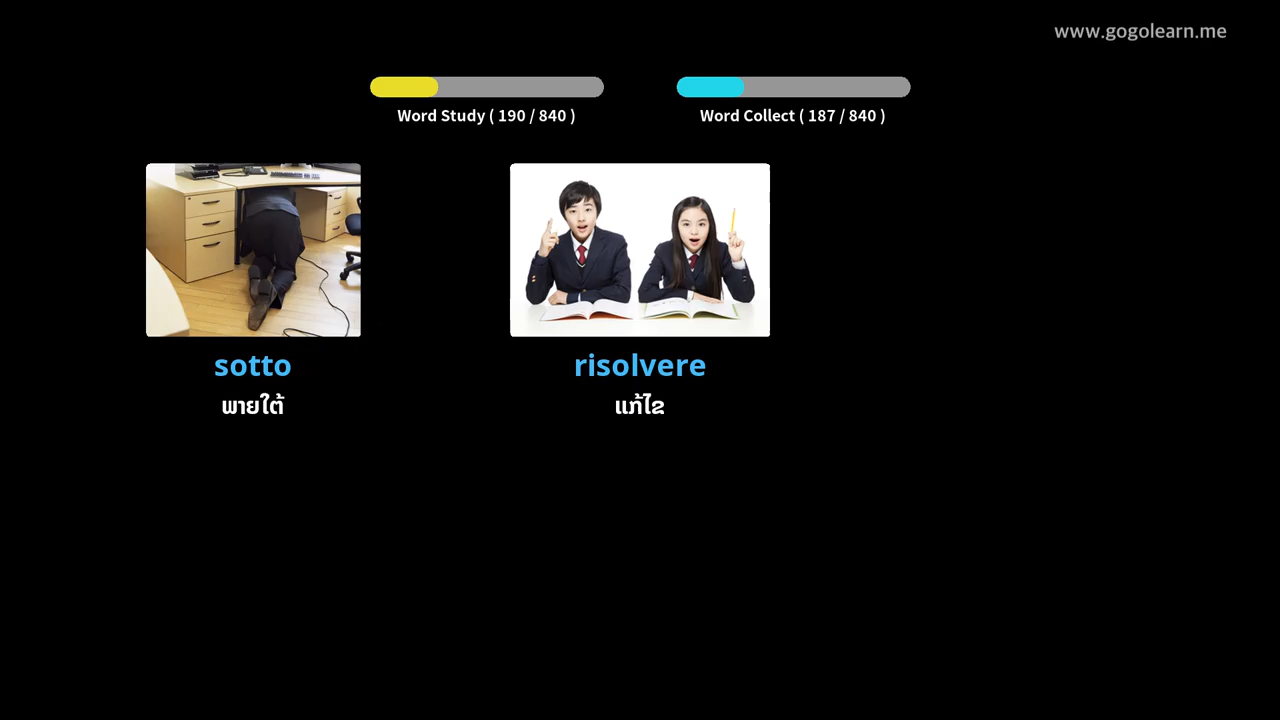 www.gogolearn.me
Word Study ( 190 / 840 )
Word Collect ( 187 / 840 )
sotto
ພາຍໃຕ້
risolvere
ແກ້ໄຂ